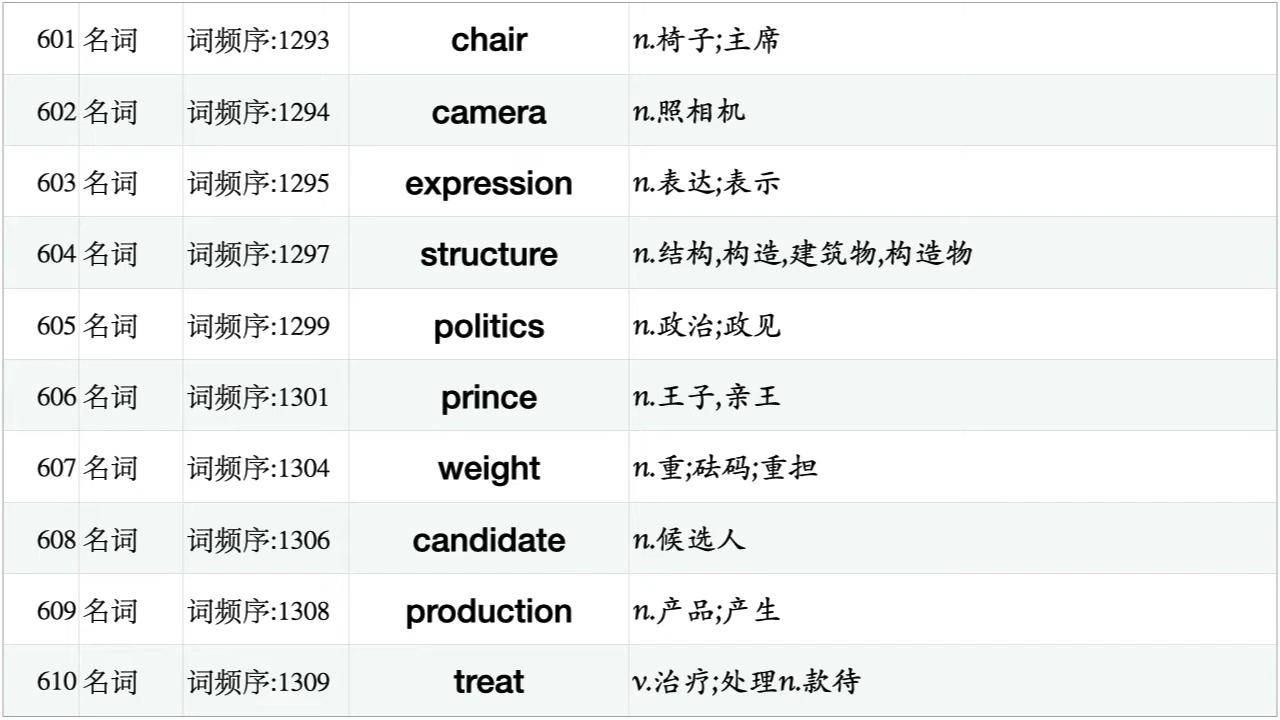 601 名词 词频序:1293 chair n.椅子;主席
602 名词 词频序:1294 camera n.照相机
603 名词 词频序:1295 expression n.表达;表示
604 名词 词频序:1297 structure n.结构,构造,建筑物,构造物
605 名词 词频序:1299 politics n.政治;政见
606 名词 词频序:1301 prince n.王子,亲王
607 名词 词频序:1304 weight n.重;砝码;重担
608 名词 词频序:1306 candidate n.候选人
609 名词 词频序:1308 production n.产品;产生
610 名词 词频序:1309 treat v.治疗;处理n.款待